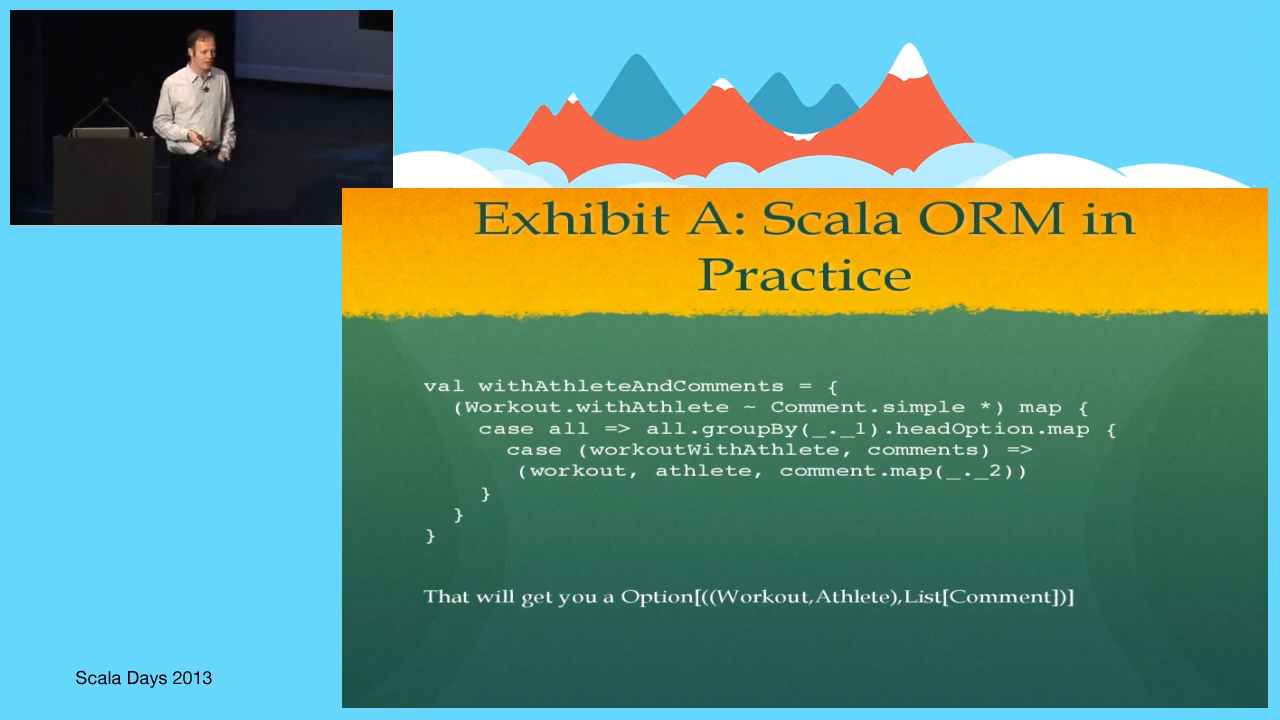 Exhibit A: Scala ORM in
Practice
val withAthleteAndComments = {
(Workout.withAthlete ~ Comment.simple *) map {
case all => all.groupBy(_._1).headOption.map {
case (workoutWithAthlete, comments) =>
(workout, athlete, comment.map(_._2))
}
}
}
That will get you a Option[((Workout,Athlete),List[Comment])]
Scala Days 2013